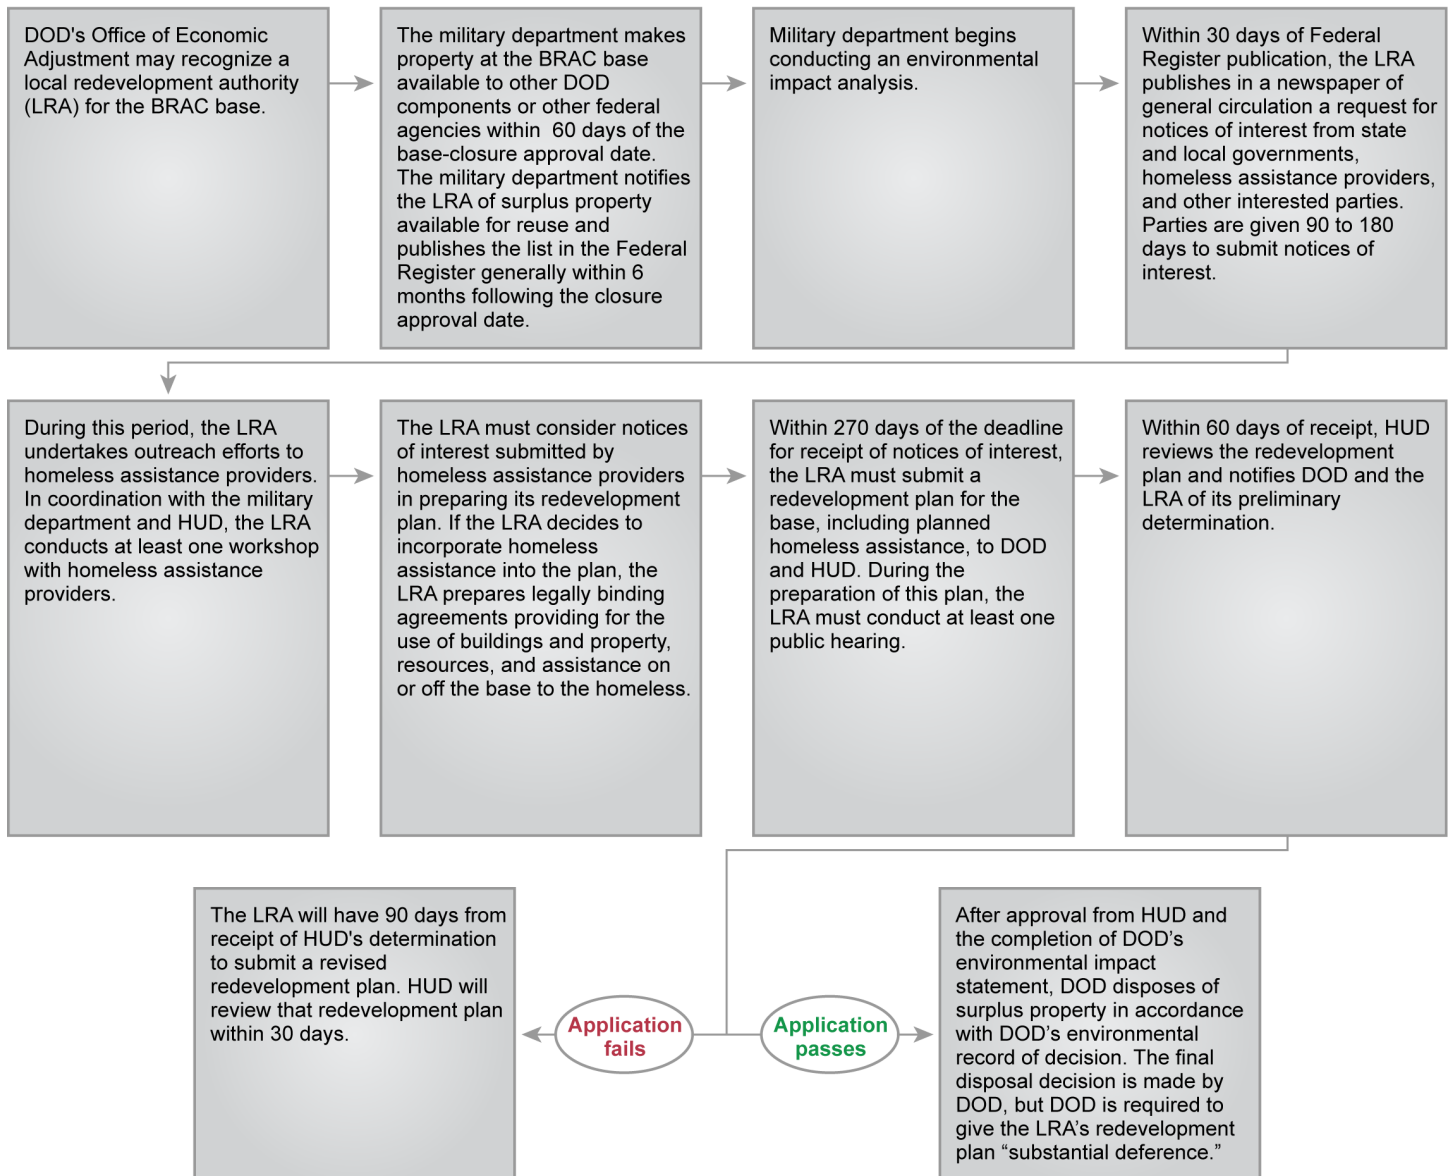 DOD's Office of Economic
Adjustment may recognize a
local redevelopment authority
(LRA) for the BRAC base.
The military department makes
property at the BRAC base
available to other DOD
components or other federal
agencies within  60 days of the
base-closure approval date.
The military department notifies
the LRA of surplus property
available for reuse and
publishes the list in the Federal
Register generally within 6
months following the closure
approval date.
Military department begins
conducting an environmental
impact analysis.
Within 30 days of Federal
Register publication, the LRA
publishes in a newspaper of
general circulation a request for
notices of interest from state
and local governments,
homeless assistance providers,
and other interested parties.
Parties are given 90 to 180
days to submit notices of
interest.
During this period, the LRA
undertakes outreach efforts to
homeless assistance providers.
In coordination with the military
department and HUD, the LRA
conducts at least one workshop
with homeless assistance
providers.
The LRA must consider notices
of interest submitted by
homeless assistance providers
in preparing its redevelopment
plan. If the LRA decides to
incorporate homeless
assistance into the plan, the
LRA prepares legally binding
agreements providing for the
use of buildings and property,
resources, and assistance on
or off the base to the homeless.
Within 270 days of the deadline
for receipt of notices of interest,
the LRA must submit a
redevelopment plan for the
base, including planned
homeless assistance, to DOD
and HUD. During the
preparation of this plan, the
LRA must conduct at least one
public hearing.
Within 60 days of receipt, HUD
reviews the redevelopment
plan and notifies DOD and the
LRA of its preliminary
determination.
The LRA will have 90 days from
receipt of HUD's determination
to submit a revised
redevelopment plan. HUD will
review that redevelopment plan
within 30 days.
Application
fails
Application
passes
After approval from HUD and
the completion of DOD’s
environmental impact
statement, DOD disposes of
surplus property in accordance
with DOD’s environmental
record of decision. The final
disposal decision is made by
DOD, but DOD is required to
give the LRA’s redevelopment
plan “substantial deference.”